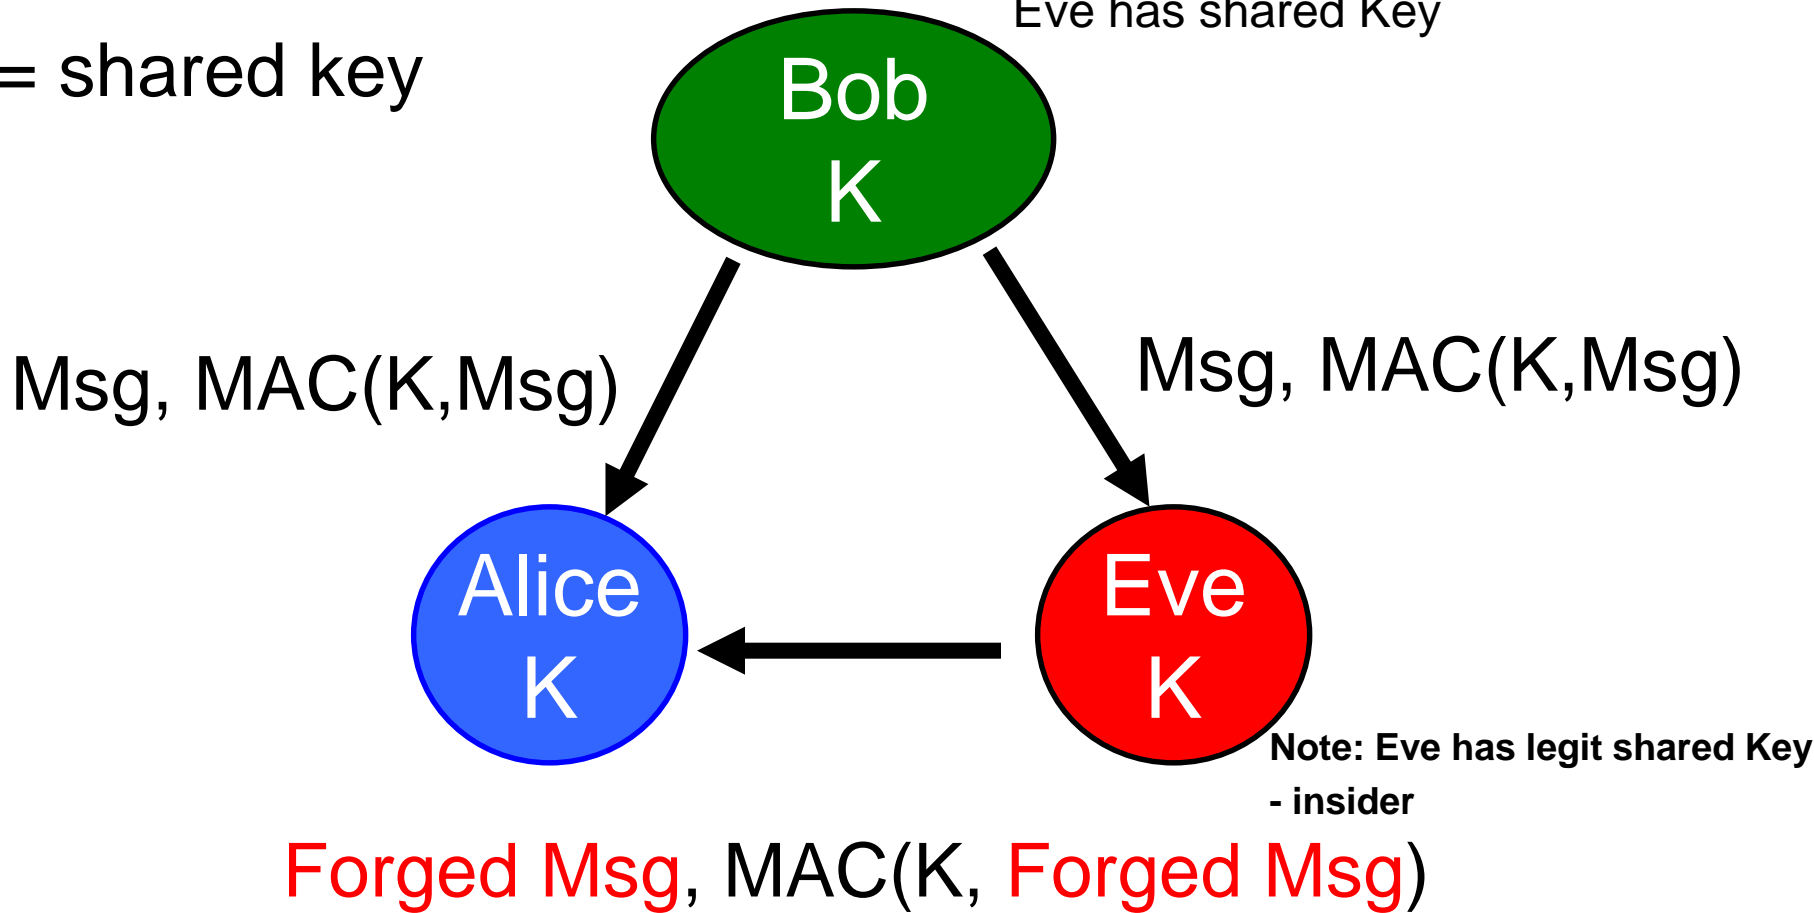 Eve has shared Key
= shared key
Bob
K
Msg, MAC(K,Msg)
Msg, MAC(K,Msg)
Alice
K
Eve
K
Note: Eve has legit shared Key
- insider
Forged Msg, MAC(K, Forged Msg)